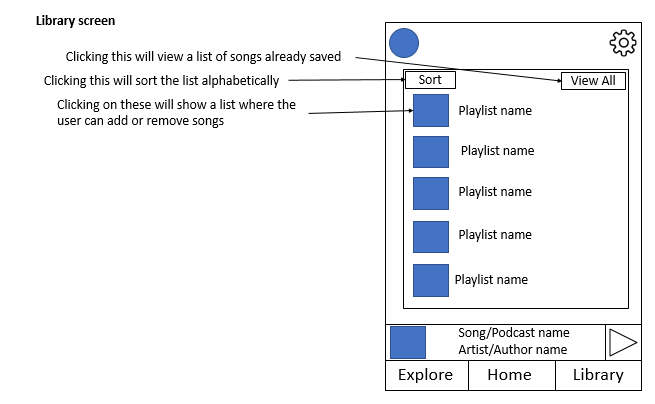 Library screen
Clicking this will view a list of songs already saved
Clicking this will sort the list alphabetically
Clicking on these will show a list where the
user can add or remove songs
Sort
View All
Playlist name
Playlist name
Playlist name
Playlist name
Playlist name
Song/Podcast name
Artist/Author name
Explore
Home
Library